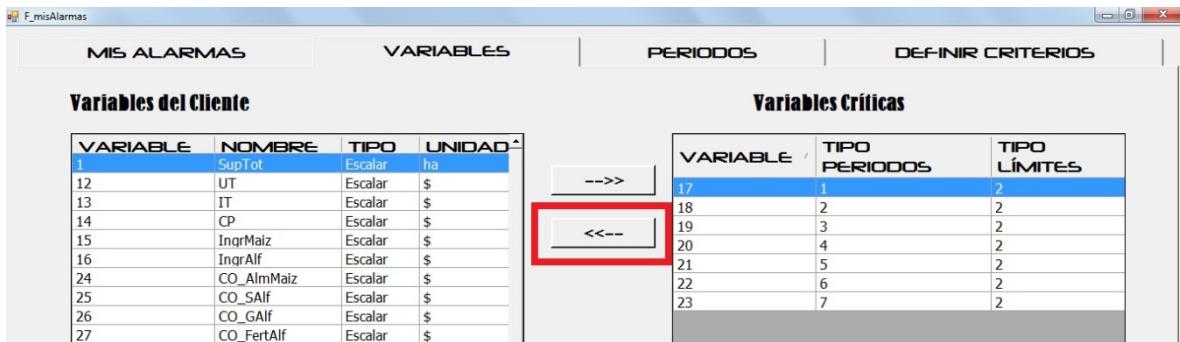 F_misAlarmas
MIS ALARMAS VARIABLES PERIODOS DEFINIR CRITERIOS
Variables del Cliente Variables Críticas
VARIABLE NOMBRE TIPO UNIDAD
1 SupTot Escalar ha
12 UT Escalar $
13 IT Escalar $
14 CP Escalar $
15 IngrMaiz Escalar $
16 IngrAlf Escalar $
24 CO_AlmMaiz Escalar $
25 CO_SAlf Escalar $
26 CO_GAlf Escalar $
27 CO_FertAlf Escalar $
-->>
<<--
VARIABLE TIPO PERIODOS TIPO LÍMITES
17 1 2
18 2 2
19 3 2
20 4 2
21 5 2
22 6 2
23 7 2